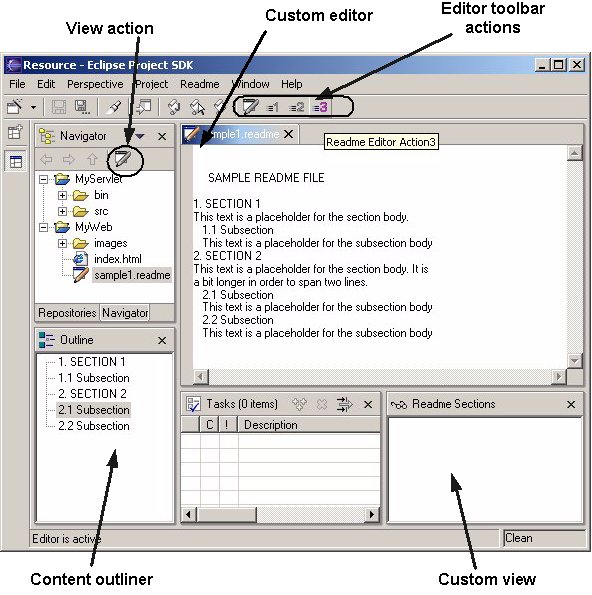 View action
Custom editor
Editor toolbar
actions
Resource - Eclipse Project SDK
File Edit Perspective Project Readme Window Help
1 2 3
Navigator
sample1.readme
Readme Editor Action3
MyServlet
bin
src
MyWeb
images
index.html
sample1.readme
Repositories Navigator
SAMPLE README FILE
1. SECTION 1
This text is a placeholder for the section body.
1.1 Subsection
This text is a placeholder for the subsection body
2. SECTION 2
This text is a placeholder for the section body. It is
a bit longer in order to span two lines.
2.1 Subsection
This text is a placeholder for the subsection body
2.2 Subsection
This text is a placeholder for the subsection body
Outline
1. SECTION 1
1.1 Subsection
2. SECTION 2
2.1 Subsection
2.2 Subsection
Tasks (0 items)
C ! Description
Readme Sections
Editor is active
Clean
Content outliner
Custom view